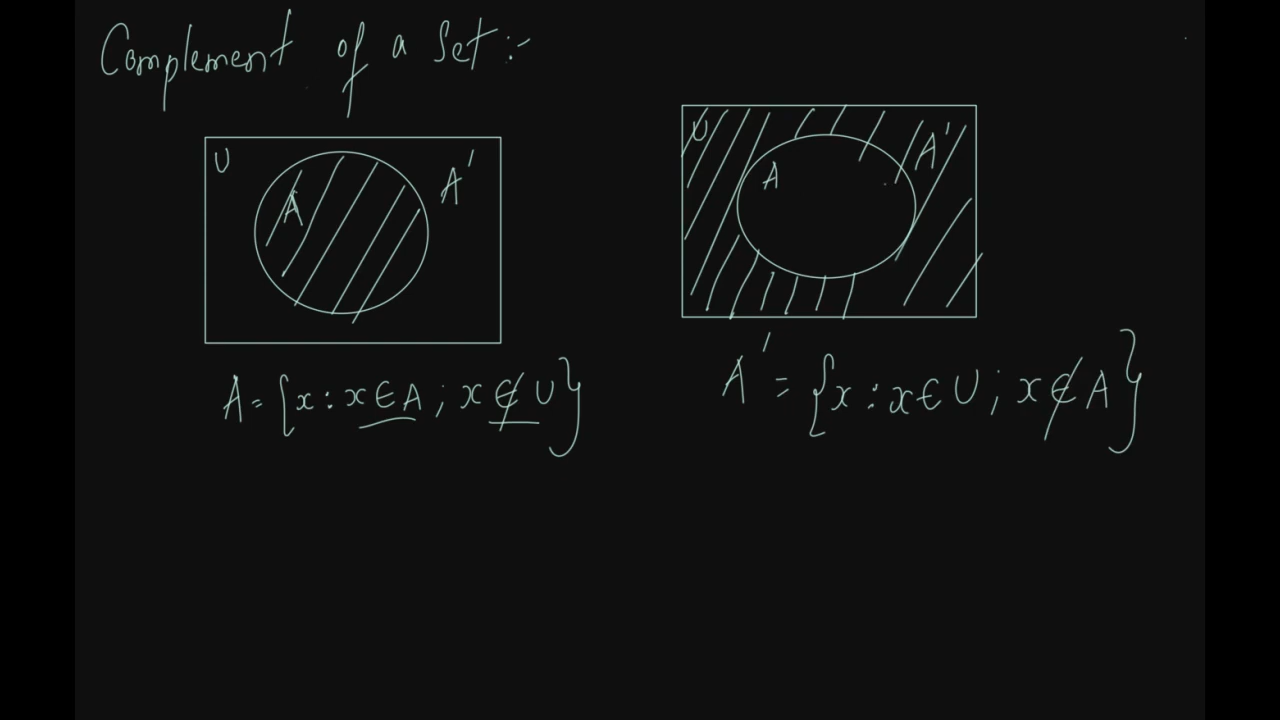 Complement of a Set :-
U A A'
U A A'
A = {x : x ∈ A ; x ∉ U}
A' = {x : x ∈ U ; x ∉ A}